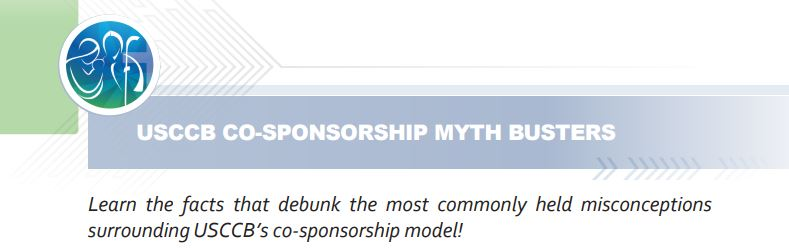 USCCB CO-SPONSORSHIP MYTH BUSTERS
Learn the facts that debunk the most commonly held misconceptions
surrounding USCCB's co-sponsorship model!